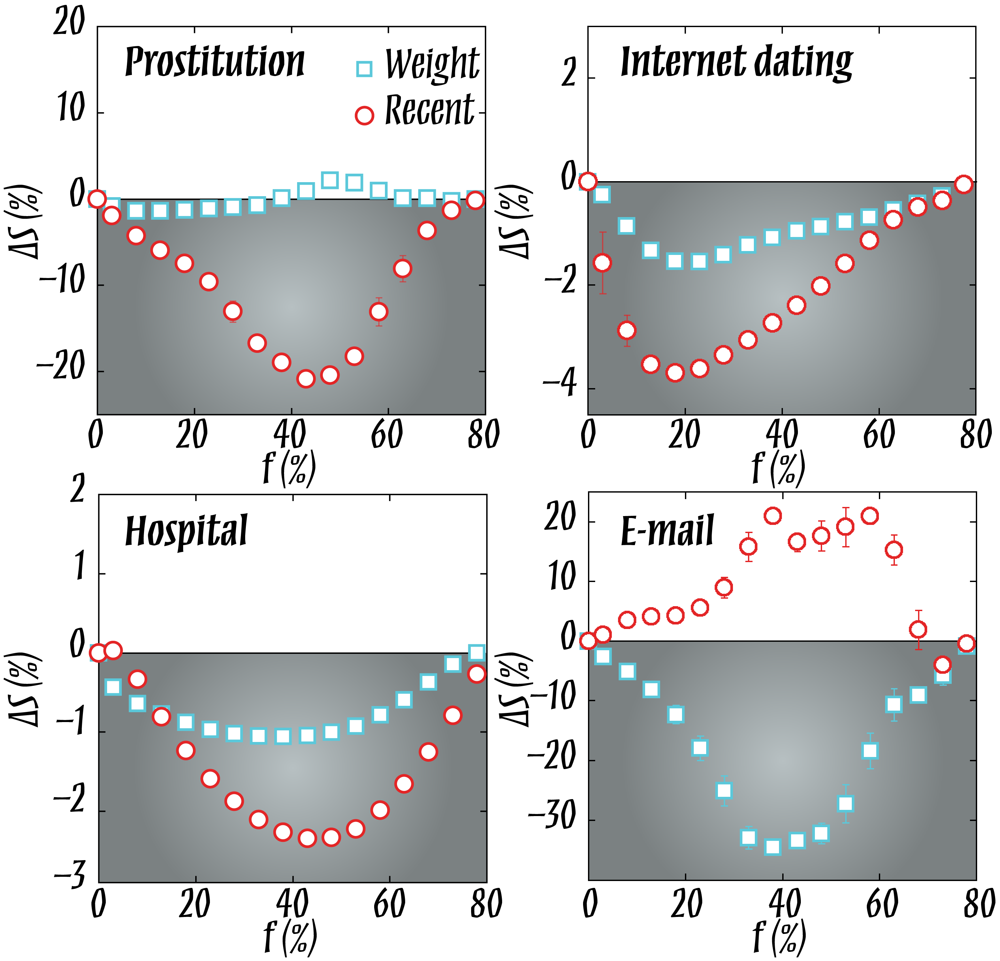 Prostitution
Weight
Recent
20
10
0
−10
−20
ΔS (%)
0 20 40 60 80
f (%)
Internet dating
2
0
−2
−4
ΔS (%)
0 20 40 60 80
f (%)
Hospital
2
1
0
−1
−2
−3
ΔS (%)
0 20 40 60 80
f (%)
E-mail
20
10
0
−10
−20
−30
ΔS (%)
0 20 40 60 80
f (%)